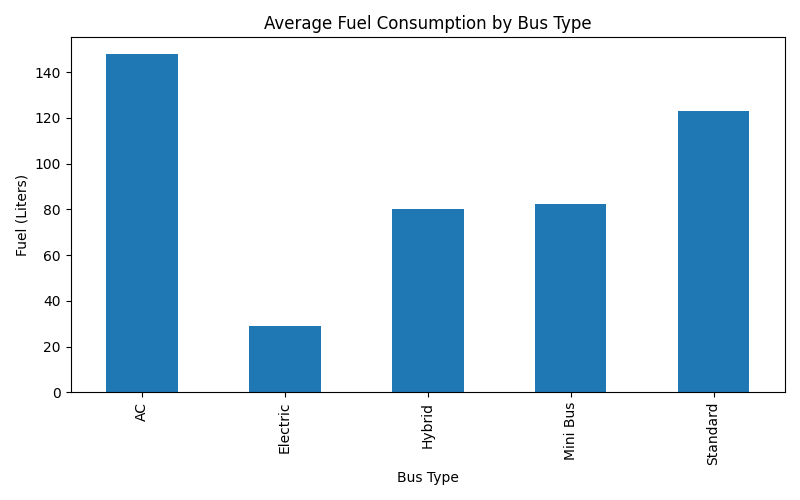 Average Fuel Consumption by Bus Type
Fuel (Liters)
140
120
100
80
60
40
20
0
AC
Electric
Hybrid
Mini Bus
Standard
Bus Type